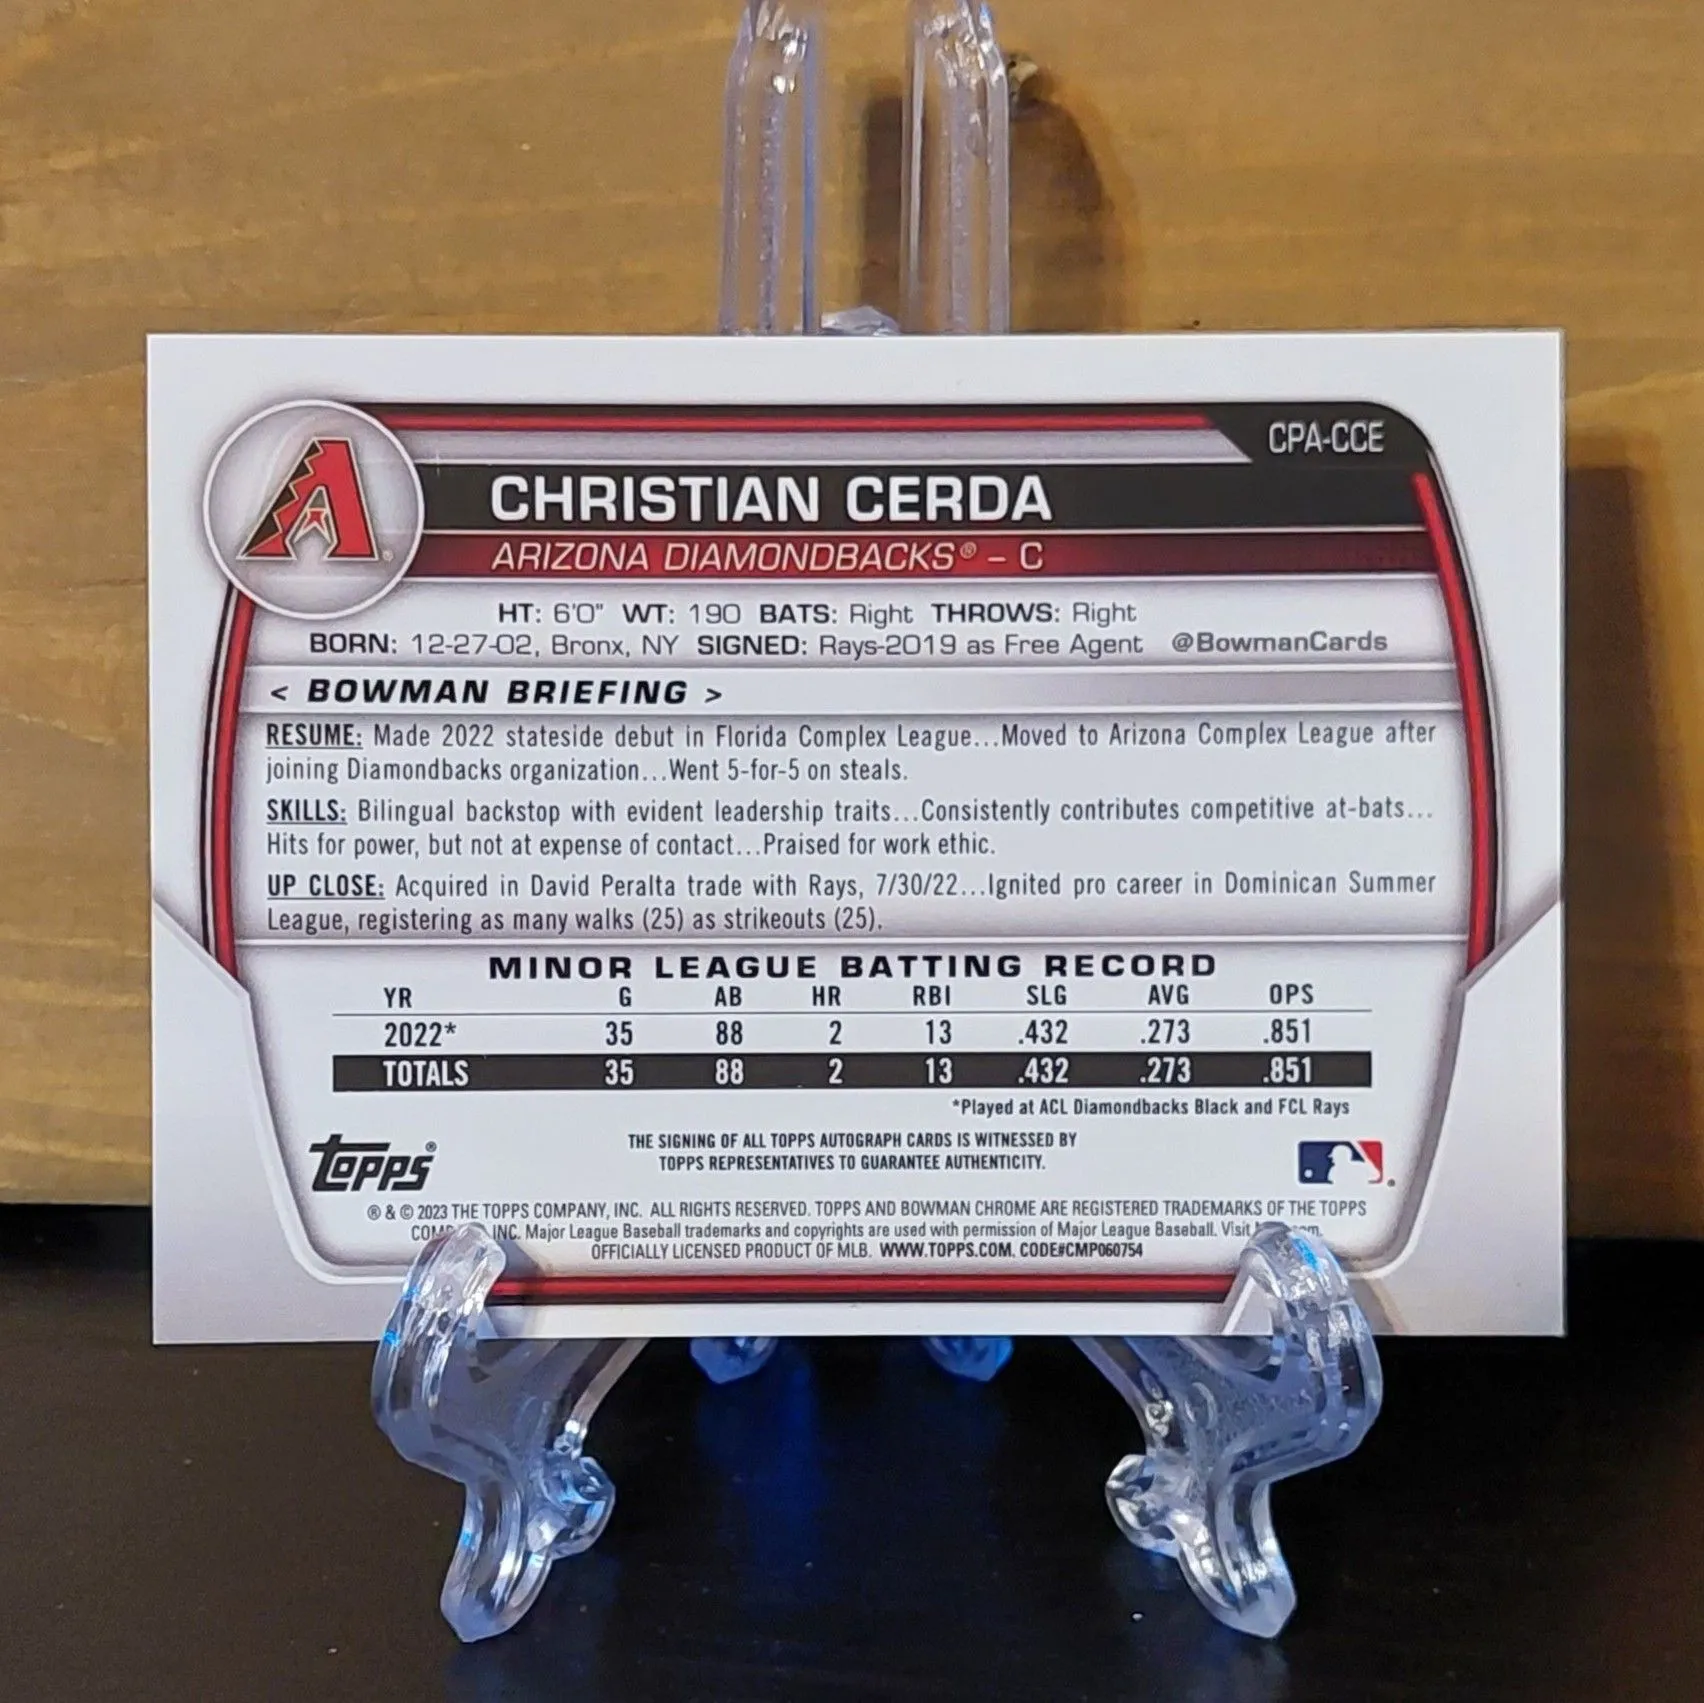 CPA-CCE
CHRISTIAN CERDA
ARIZONA DIAMONDBACKS® – C
HT: 6'0" WT: 190 BATS: Right THROWS: Right
BORN: 12-27-02, Bronx, NY SIGNED: Rays-2019 as Free Agent @BowmanCards
< BOWMAN BRIEFING >
RESUME: Made 2022 stateside debut in Florida Complex League...Moved to Arizona Complex League after
joining Diamondbacks organization...Went 5-for-5 on steals.
SKILLS: Bilingual backstop with evident leadership traits...Consistently contributes competitive at-bats...
Hits for power, but not at expense of contact...Praised for work ethic.
UP CLOSE: Acquired in David Peralta trade with Rays, 7/30/22...Ignited pro career in Dominican Summer
League, registering as many walks (25) as strikeouts (25).
MINOR LEAGUE BATTING RECORD
YR G AB HR RBI SLG AVG OPS
2022* 35 88 2 13 .432 .273 .851
TOTALS 35 88 2 13 .432 .273 .851
*Played at ACL Diamondbacks Black and FCL Rays
THE SIGNING OF ALL TOPPS AUTOGRAPH CARDS IS WITNESSED BY
TOPPS REPRESENTATIVES TO GUARANTEE AUTHENTICITY.
Topps®
® & © 2023 THE TOPPS COMPANY, INC. ALL RIGHTS RESERVED. TOPPS AND BOWMAN CHROME ARE REGISTERED TRADEMARKS OF THE TOPPS
INC. Major League Baseball trademarks and copyrights are used with permission of Major League Baseball. Visit
OFFICIALLY LICENSED PRODUCT OF MLB. WWW.TOPPS.COM. CODE#CMP060754